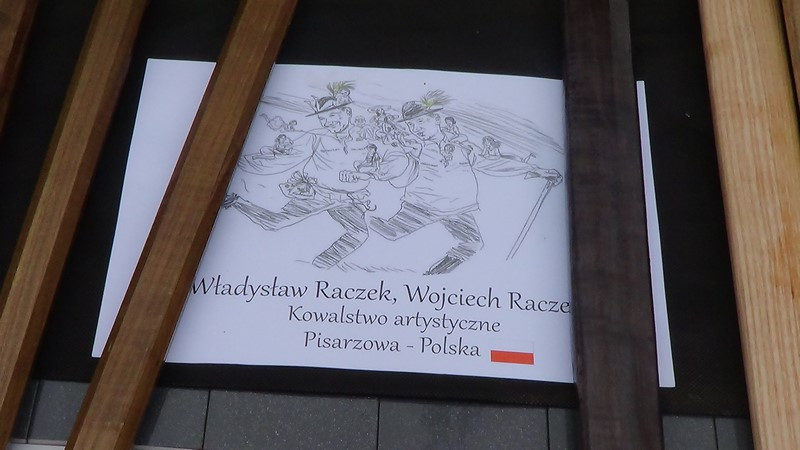 Władysław Raczek, Wojciech Racze
Kowalstwo artystyczne
Pisarzowa - Polska